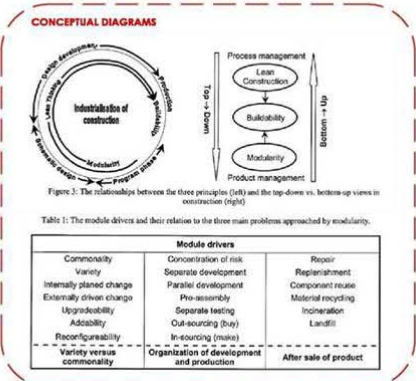 CONCEPTUAL DIAGRAMS
Design development
Production
Lean Thinking
Buildability
Industrialisation of
construction
Modularity
Schematic design
Program phase
Top → Down
Process management
Lean
Construction
Buildability
Modularity
Product management
Bottom → Up
Figure 3: The relationships between the three principles (left) and the top-down vs. bottom-up views in
construction (right)
Table 1: The module drivers and their relation to the three main problems approached by modularity.
Module drivers
Commonality Concentration of risk Repair
Variety Separate development Replenishment
Internally planed change Parallel development Component reuse
Externally driven change Pre-assembly Material recycling
Upgradeability Separate testing Incineration
Addability Out-sourcing (buy) Landfill
Reconfigureability In-sourcing (make)
Variety versus Organization of development After sale of product
commonality and production